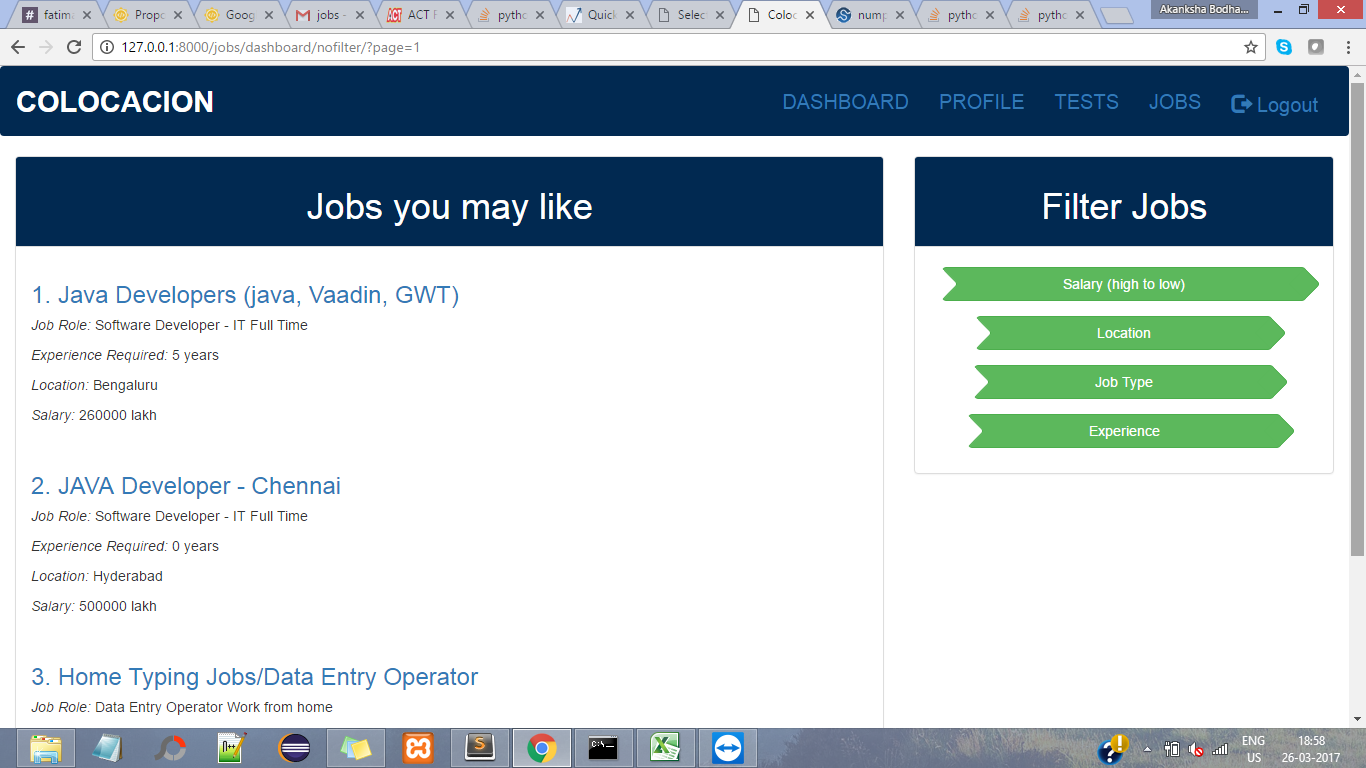 fatim
Propo
Goog
jobs -
ACT F
pytho
Quick
Selec
Coloc
nump
pytho
pytho
Akanksha Bodha...
127.0.0.1:8000/jobs/dashboard/nofilter/?page=1
COLOCACION
DASHBOARD
PROFILE
TESTS
JOBS
Logout
Jobs you may like
1. Java Developers (java, Vaadin, GWT)
Job Role: Software Developer - IT Full Time
Experience Required: 5 years
Location: Bengaluru
Salary: 260000 lakh
2. JAVA Developer - Chennai
Job Role: Software Developer - IT Full Time
Experience Required: 0 years
Location: Hyderabad
Salary: 500000 lakh
3. Home Typing Jobs/Data Entry Operator
Job Role: Data Entry Operator Work from home
Filter Jobs
Salary (high to low)
Location
Job Type
Experience
ENG
US
18:58
26-03-2017